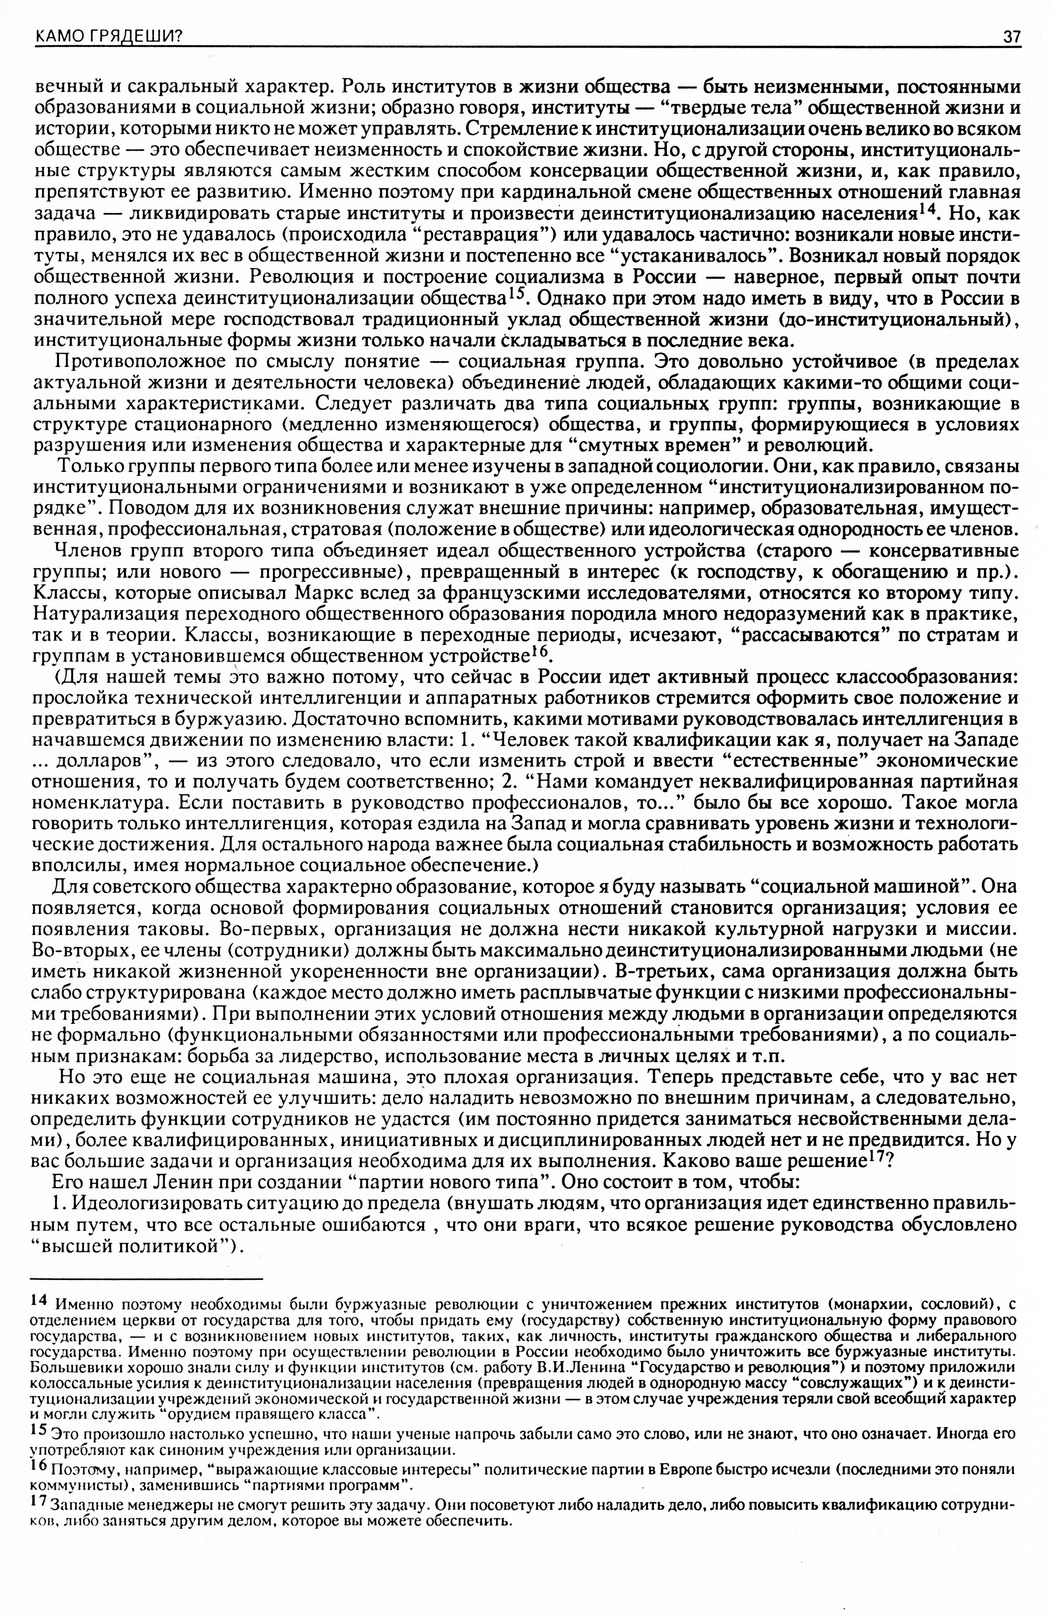 КАМО ГРЯДЕШИ? 37
вечный и сакральный характер. Роль институтов в жизни общества — быть неизменными, постоянными
образованиями в социальной жизни; образно говоря, институты — “твердые тела” общественной жизни и
истории, которыми никто не может управлять. Стремление к институционализации очень велико во всяком
обществе — это обеспечивает неизменность и спокойствие жизни. Но, с другой стороны, институциональ-
ные структуры являются самым жестким способом консервации общественной жизни, и, как правило,
препятствуют ее развитию. Именно поэтому при кардинальной смене общественных отношений главная
задача — ликвидировать старые институты и произвести деинституционализацию населения14. Но, как
правило, это не удавалось (происходила “реставрация”) или удавалось частично: возникали новые инсти-
туты, менялся их вес в общественной жизни и постепенно все “устаканивалось”. Возникал новый порядок
общественной жизни. Революция и построение социализма в России — наверное, первый опыт почти
полного успеха деинституционализации общества15. Однако при этом надо иметь в виду, что в России в
значительной мере господствовал традиционный уклад общественной жизни (до-институциональный),
институциональные формы жизни только начали складываться в последние века.
Противоположное по смыслу понятие — социальная группа. Это довольно устойчивое (в пределах
актуальной жизни и деятельности человека) объединение людей, обладающих какими-то общими соци-
альными характеристиками. Следует различать два типа социальных групп: группы, возникающие в
структуре стационарного (медленно изменяющегося) общества, и группы, формирующиеся в условиях
разрушения или изменения общества и характерные для “смутных времен” и революций.
Только группы первого типа более или менее изучены в западной социологии. Они, как правило, связаны
институциональными ограничениями и возникают в уже определенном “институционализированном по-
рядке”. Поводом для их возникновения служат внешние причины: например, образовательная, имущест-
венная, профессиональная, стратовая (положение в обществе) или идеологическая однородность ее членов.
Членов групп второго типа объединяет идеал общественного устройства (старого — консервативные
группы; или нового — прогрессивные), превращенный в интерес (к господству, к обогащению и пр.).
Классы, которые описывал Маркс вслед за французскими исследователями, относятся ко второму типу.
Натурализация переходного общественного образования породила много недоразумений как в практике,
так и в теории. Классы, возникающие в переходные периоды, исчезают, “рассасываются” по стратам и
группам в установившемся общественном устройстве16.
(Для нашей темы это важно потому, что сейчас в России идет активный процесс классообразования:
прослойка технической интеллигенции и аппаратных работников стремится оформить свое положение и
превратиться в буржуазию. Достаточно вспомнить, какими мотивами руководствовалась интеллигенция в
начавшемся движении по изменению власти: 1. “Человек такой квалификации как я, получает на Западе
... долларов”, — из этого следовало, что если изменить строй и ввести “естественные” экономические
отношения, то и получать будем соответственно; 2. “Нами командует неквалифицированная партийная
номенклатура. Если поставить в руководство профессионалов, то...” было бы все хорошо. Такое могла
говорить только интеллигенция, которая ездила на Запад и могла сравнивать уровень жизни и технологи-
ческие достижения. Для остального народа важнее была социальная стабильность и возможность работать
вполсилы, имея нормальное социальное обеспечение.)
Для советского общества характерно образование, которое я буду называть “социальной машиной”. Она
появляется, когда основой формирования социальных отношений становится организация; условия ее
появления таковы. Во-первых, организация не должна нести никакой культурной нагрузки и миссии.
Во-вторых, ее члены (сотрудники) должны быть максимально деинституционализированными людьми (не
иметь никакой жизненной укорененности вне организации). В-третьих, сама организация должна быть
слабо структурирована (каждое место должно иметь расплывчатые функции с низкими профессиональны-
ми требованиями). При выполнении этих условий отношения между людьми в организации определяются
не формально (функциональными обязанностями или профессиональными требованиями), а по социаль-
ным признакам: борьба за лидерство, использование места в личных целях и т.п.
Но это еще не социальная машина, это плохая организация. Теперь представьте себе, что у вас нет
никаких возможностей ее улучшить: дело наладить невозможно по внешним причинам, а следовательно,
определить функции сотрудников не удастся (им постоянно придется заниматься несвойственными дела-
ми), более квалифицированных, инициативных и дисциплинированных людей нет и не предвидится. Но у
вас большие задачи и организация необходима для их выполнения. Каково ваше решение17?
Его нашел Ленин при создании “партии нового типа”. Оно состоит в том, чтобы:
1. Идеологизировать ситуацию до предела (внушать людям, что организация идет единственно правиль-
ным путем, что все остальные ошибаются , что они враги, что всякое решение руководства обусловлено
“высшей политикой”).
14 Именно поэтому необходимы были буржуазные революции с уничтожением прежних институтов (монархии, сословий), с
отделением церкви от государства для того, чтобы придать ему (государству) собственную институциональную форму правового
государства, — и с возникновением новых институтов, таких, как личность, институты гражданского общества и либерального
государства. Именно поэтому при осуществлении революции в России необходимо было уничтожить все буржуазные институты.
Большевики хорошо знали силу и функции институтов (см. работу В.И.Ленина “Государство и революция”) и поэтому приложили
колоссальные усилия к деинституционализации населения (превращения людей в однородную массу “совслужащих”) и к деинсти-
туционализации учреждений экономической и государственной жизни — в этом случае учреждения теряли свой всеобщий характер
и могли служить “орудием правящего класса”.
15 Это произошло настолько успешно, что наши ученые напрочь забыли само это слово, или не знают, что оно означает. Иногда его
употребляют как синоним учреждения или организации.
16 Поэтому, например, “выражающие классовые интересы” политические партии в Европе быстро исчезли (последними это поняли
коммунисты), заменившись “партиями программ”.
17 Западные менеджеры не смогут решить эту задачу. Они посоветуют либо наладить дело, либо повысить квалификацию сотрудни-
ков, либо заняться другим делом, которое вы можете обеспечить.